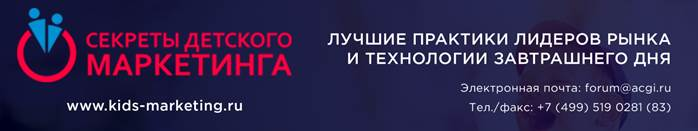 СЕКРЕТЫ ДЕТСКОГО
МАРКЕТИНГА
www.kids-marketing.ru
ЛУЧШИЕ ПРАКТИКИ ЛИДЕРОВ РЫНКА
И ТЕХНОЛОГИИ ЗАВТРАШНЕГО ДНЯ
Электронная почта: forum@acgi.ru
Тел./факс: +7 (499) 519 0281 (83)